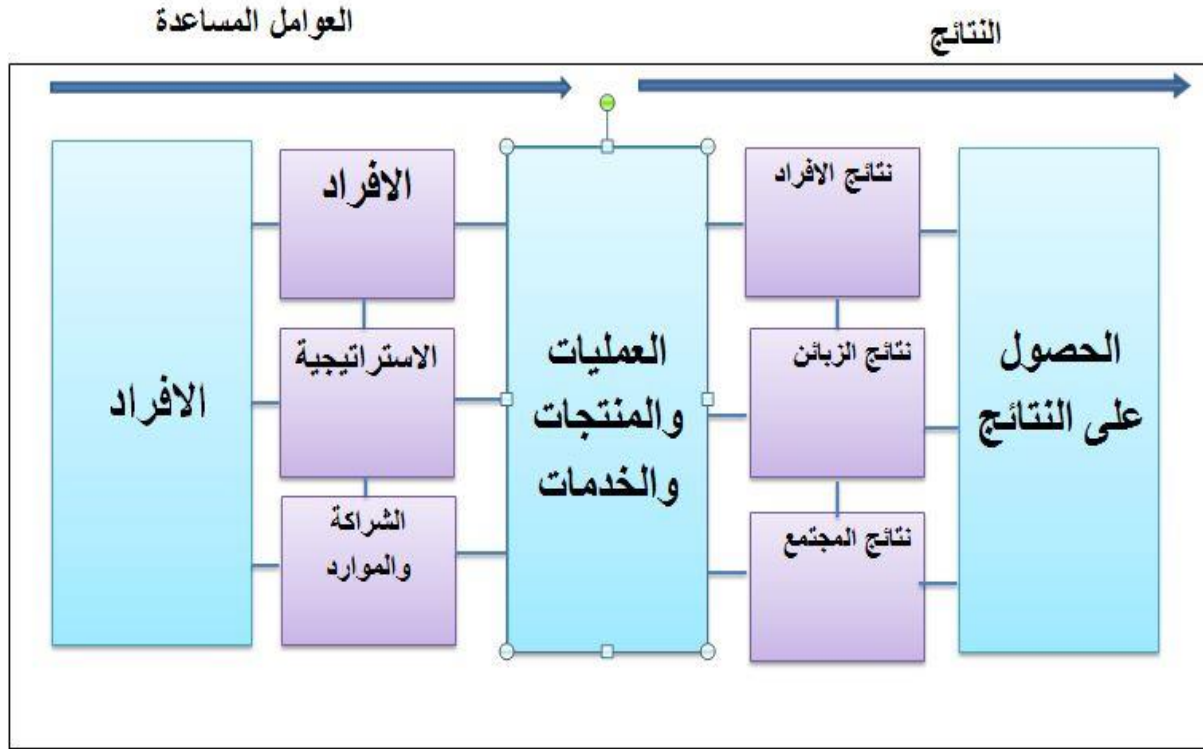 العوامل المساعدة
النتائج
الافراد
الافراد
الاستراتيجية
الشراكة
والموارد
العمليات
والمنتجات
والخدمات
نتائج الافراد
نتائج الزبائن
نتائج المجتمع
الحصول
على النتائج